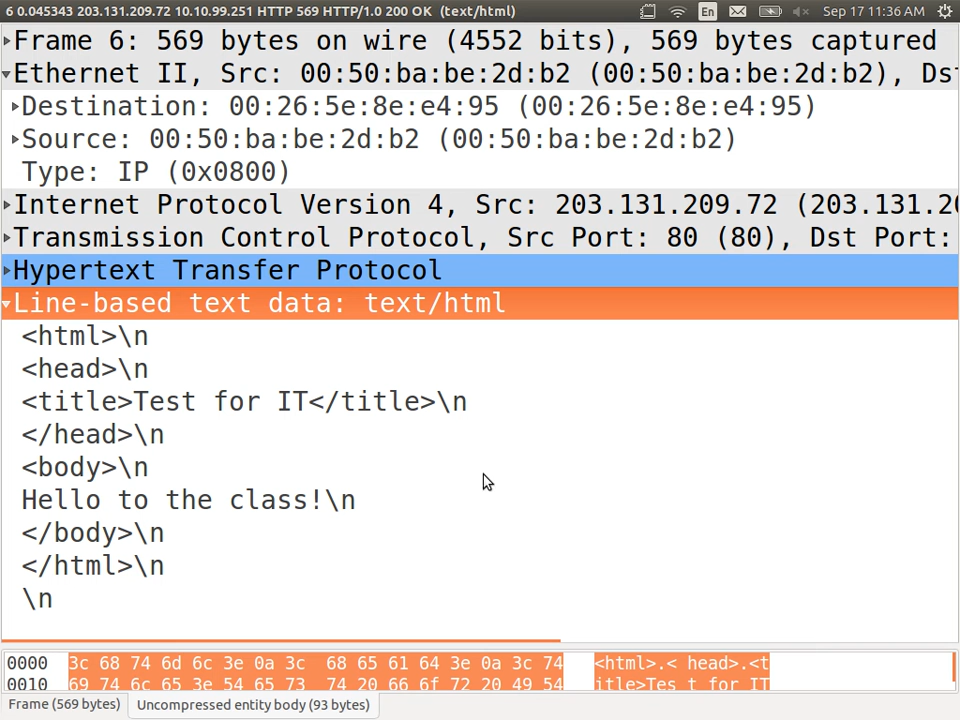 6 0.045343 203.131.209.72 10.10.99.251 HTTP 569 HTTP/1.0 200 OK (text/html) En Sep 17 11:36 AM
Frame 6: 569 bytes on wire (4552 bits), 569 bytes captured
Ethernet II, Src: 00:50:ba:be:2d:b2 (00:50:ba:be:2d:b2), Dst
Destination: 00:26:5e:8e:e4:95 (00:26:5e:8e:e4:95)
Source: 00:50:ba:be:2d:b2 (00:50:ba:be:2d:b2)
Type: IP (0x0800)
Internet Protocol Version 4, Src: 203.131.209.72 (203.131.20
Transmission Control Protocol, Src Port: 80 (80), Dst Port:
Hypertext Transfer Protocol
Line-based text data: text/html
<html>\n
<head>\n
<title>Test for IT</title>\n
</head>\n
<body>\n
Hello to the class!\n
</body>\n
</html>\n
\n
0000 3c 68 74 6d 6c 3e 0a 3c 68 65 61 64 3e 0a 3c 74 <html>.< head>.<t
0010 69 74 6c 65 3e 54 65 73 74 20 66 6f 72 20 49 54 itle>Tes t for IT
Frame (569 bytes) Uncompressed entity body (93 bytes)